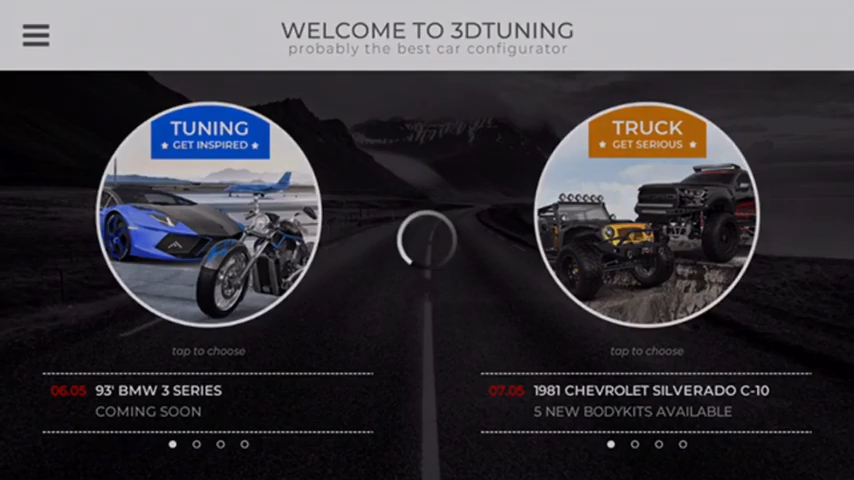 WELCOME TO 3DTUNING
probably the best car configurator
TUNING
★ GET INSPIRED ★
TRUCK
★ GET SERIOUS ★
tap to choose
tap to choose
06.05 93' BMW 3 SERIES
COMING SOON
07.05 1981 CHEVROLET SILVERADO C-10
5 NEW BODYKITS AVAILABLE